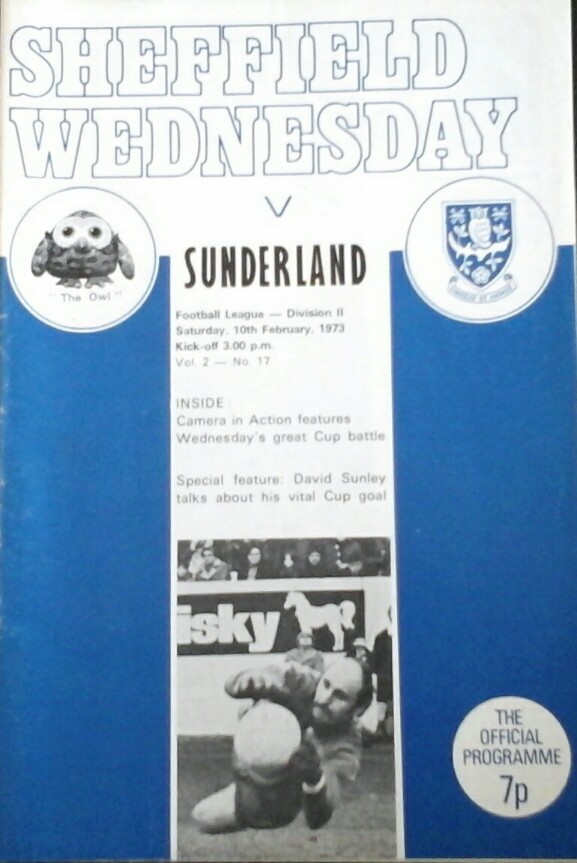 SHEFFIELD
WEDNESDAY
V
SUNDERLAND
"The Owl"
Football League — Division II
Saturday, 10th February, 1973
Kick-off 3.00 p.m.
Vol. 2 — No. 17
INSIDE:
Camera in Action features
Wednesday's great Cup battle
Special feature: David Sunley
talks about his vital Cup goal
isky
THE
OFFICIAL
PROGRAMME
7p